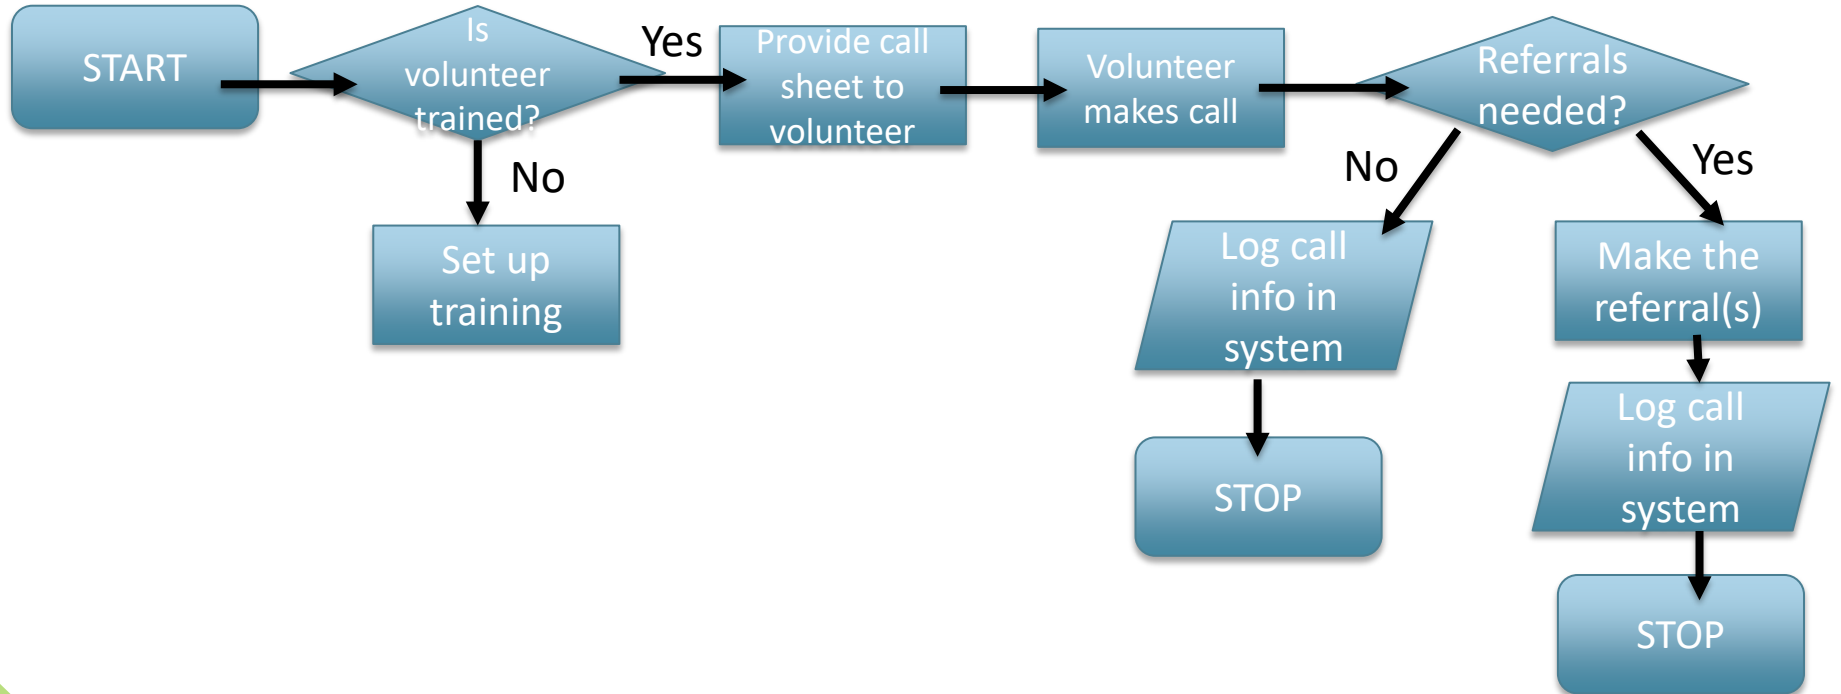 START
Is
volunteer
trained?
Yes
Provide call
sheet to
volunteer
Volunteer
makes call
Referrals
needed?
No
Set up
training
No
Yes
Log call
info in
system
STOP
Make the
referral(s)
Log call
info in
system
STOP